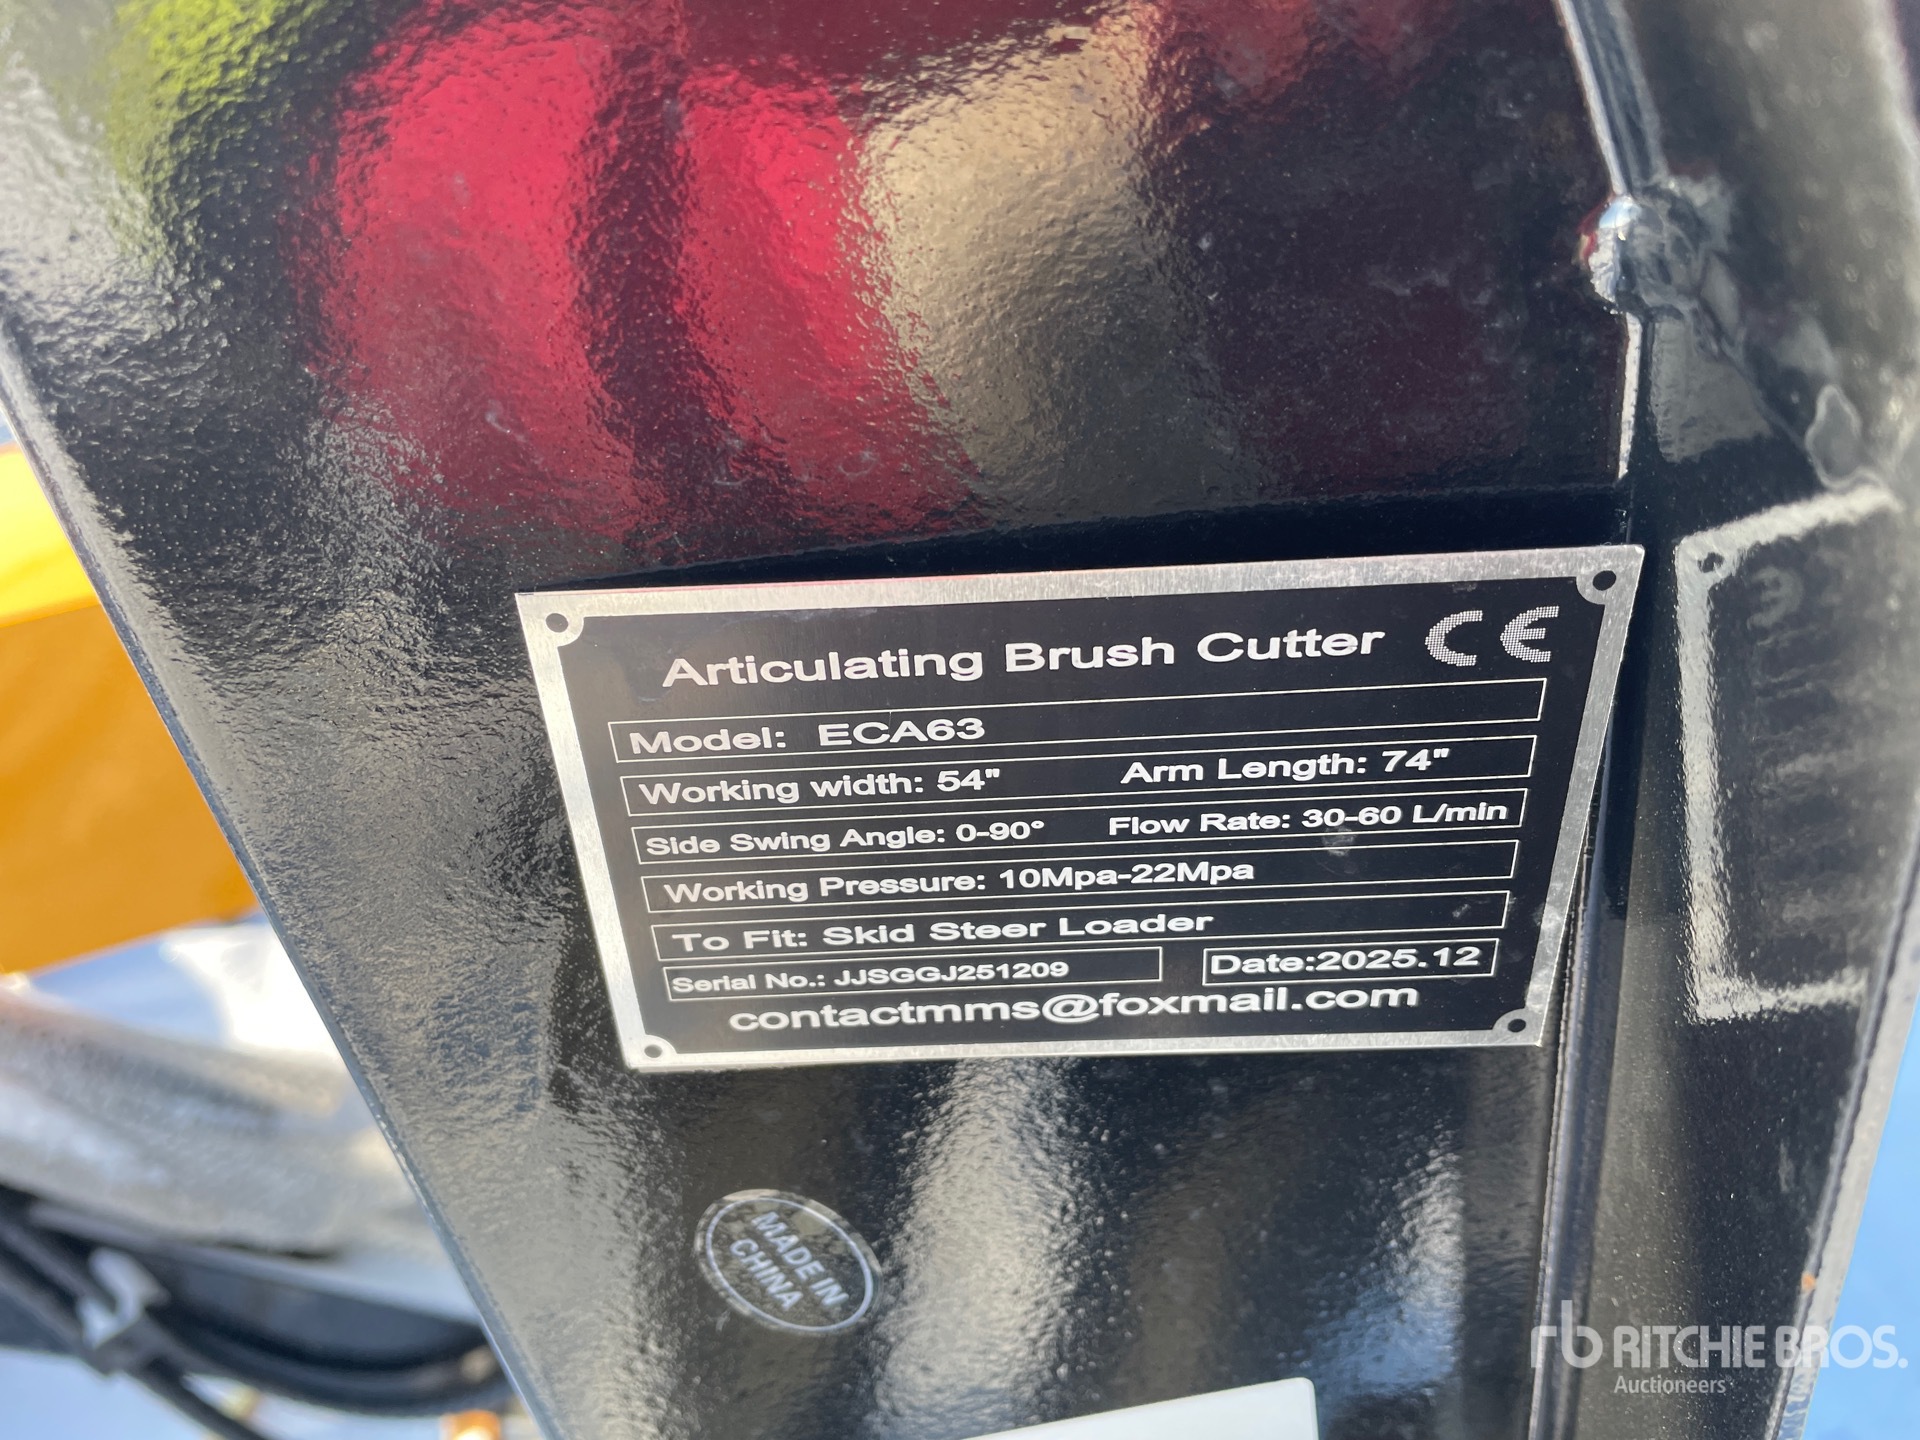 Articulating Brush Cutter CE
Model: ECA63
Working width: 54" Arm Length: 74"
Side Swing Angle: 0-90° Flow Rate: 30-60 L/min
Working Pressure: 10Mpa-22Mpa
To Fit: Skid Steer Loader
Serial No.: JJSGGJ251209 Date:2025.12
contactmms@foxmail.com
MADE IN
CHINA
rb RITCHIE BROS.
Auctioneers